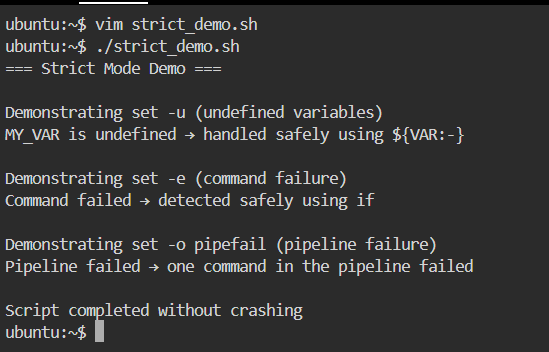 ubuntu:~$ vim strict_demo.sh
ubuntu:~$ ./strict_demo.sh
=== Strict Mode Demo ===
Demonstrating set -u (undefined variables)
MY_VAR is undefined → handled safely using ${VAR:-}
Demonstrating set -e (command failure)
Command failed → detected safely using if
Demonstrating set -o pipefail (pipeline failure)
Pipeline failed → one command in the pipeline failed
Script completed without crashing
ubuntu:~$